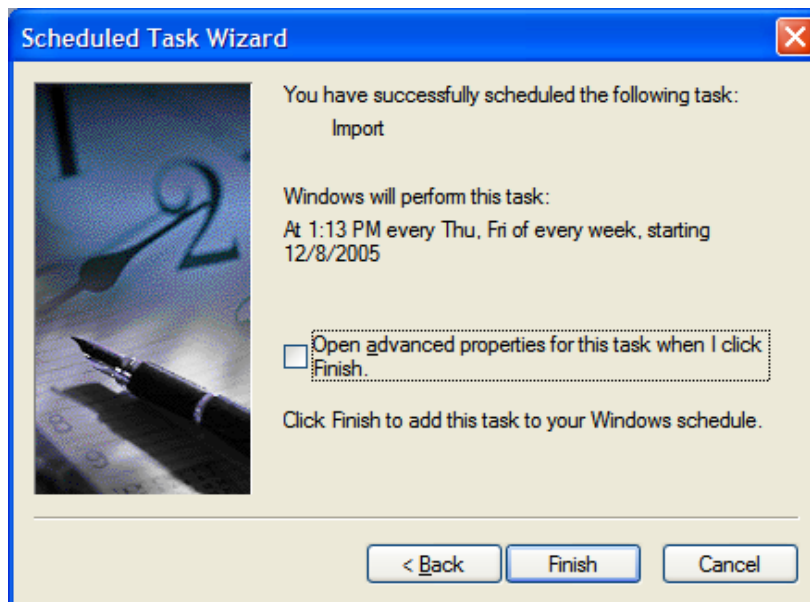 Scheduled Task Wizard
You have successfully scheduled the following task:
Import
Windows will perform this task:
At 1:13 PM every Thu, Fri of every week, starting
12/8/2005
Open advanced properties for this task when I click
Finish.
Click Finish to add this task to your Windows schedule.
< Back
Finish
Cancel